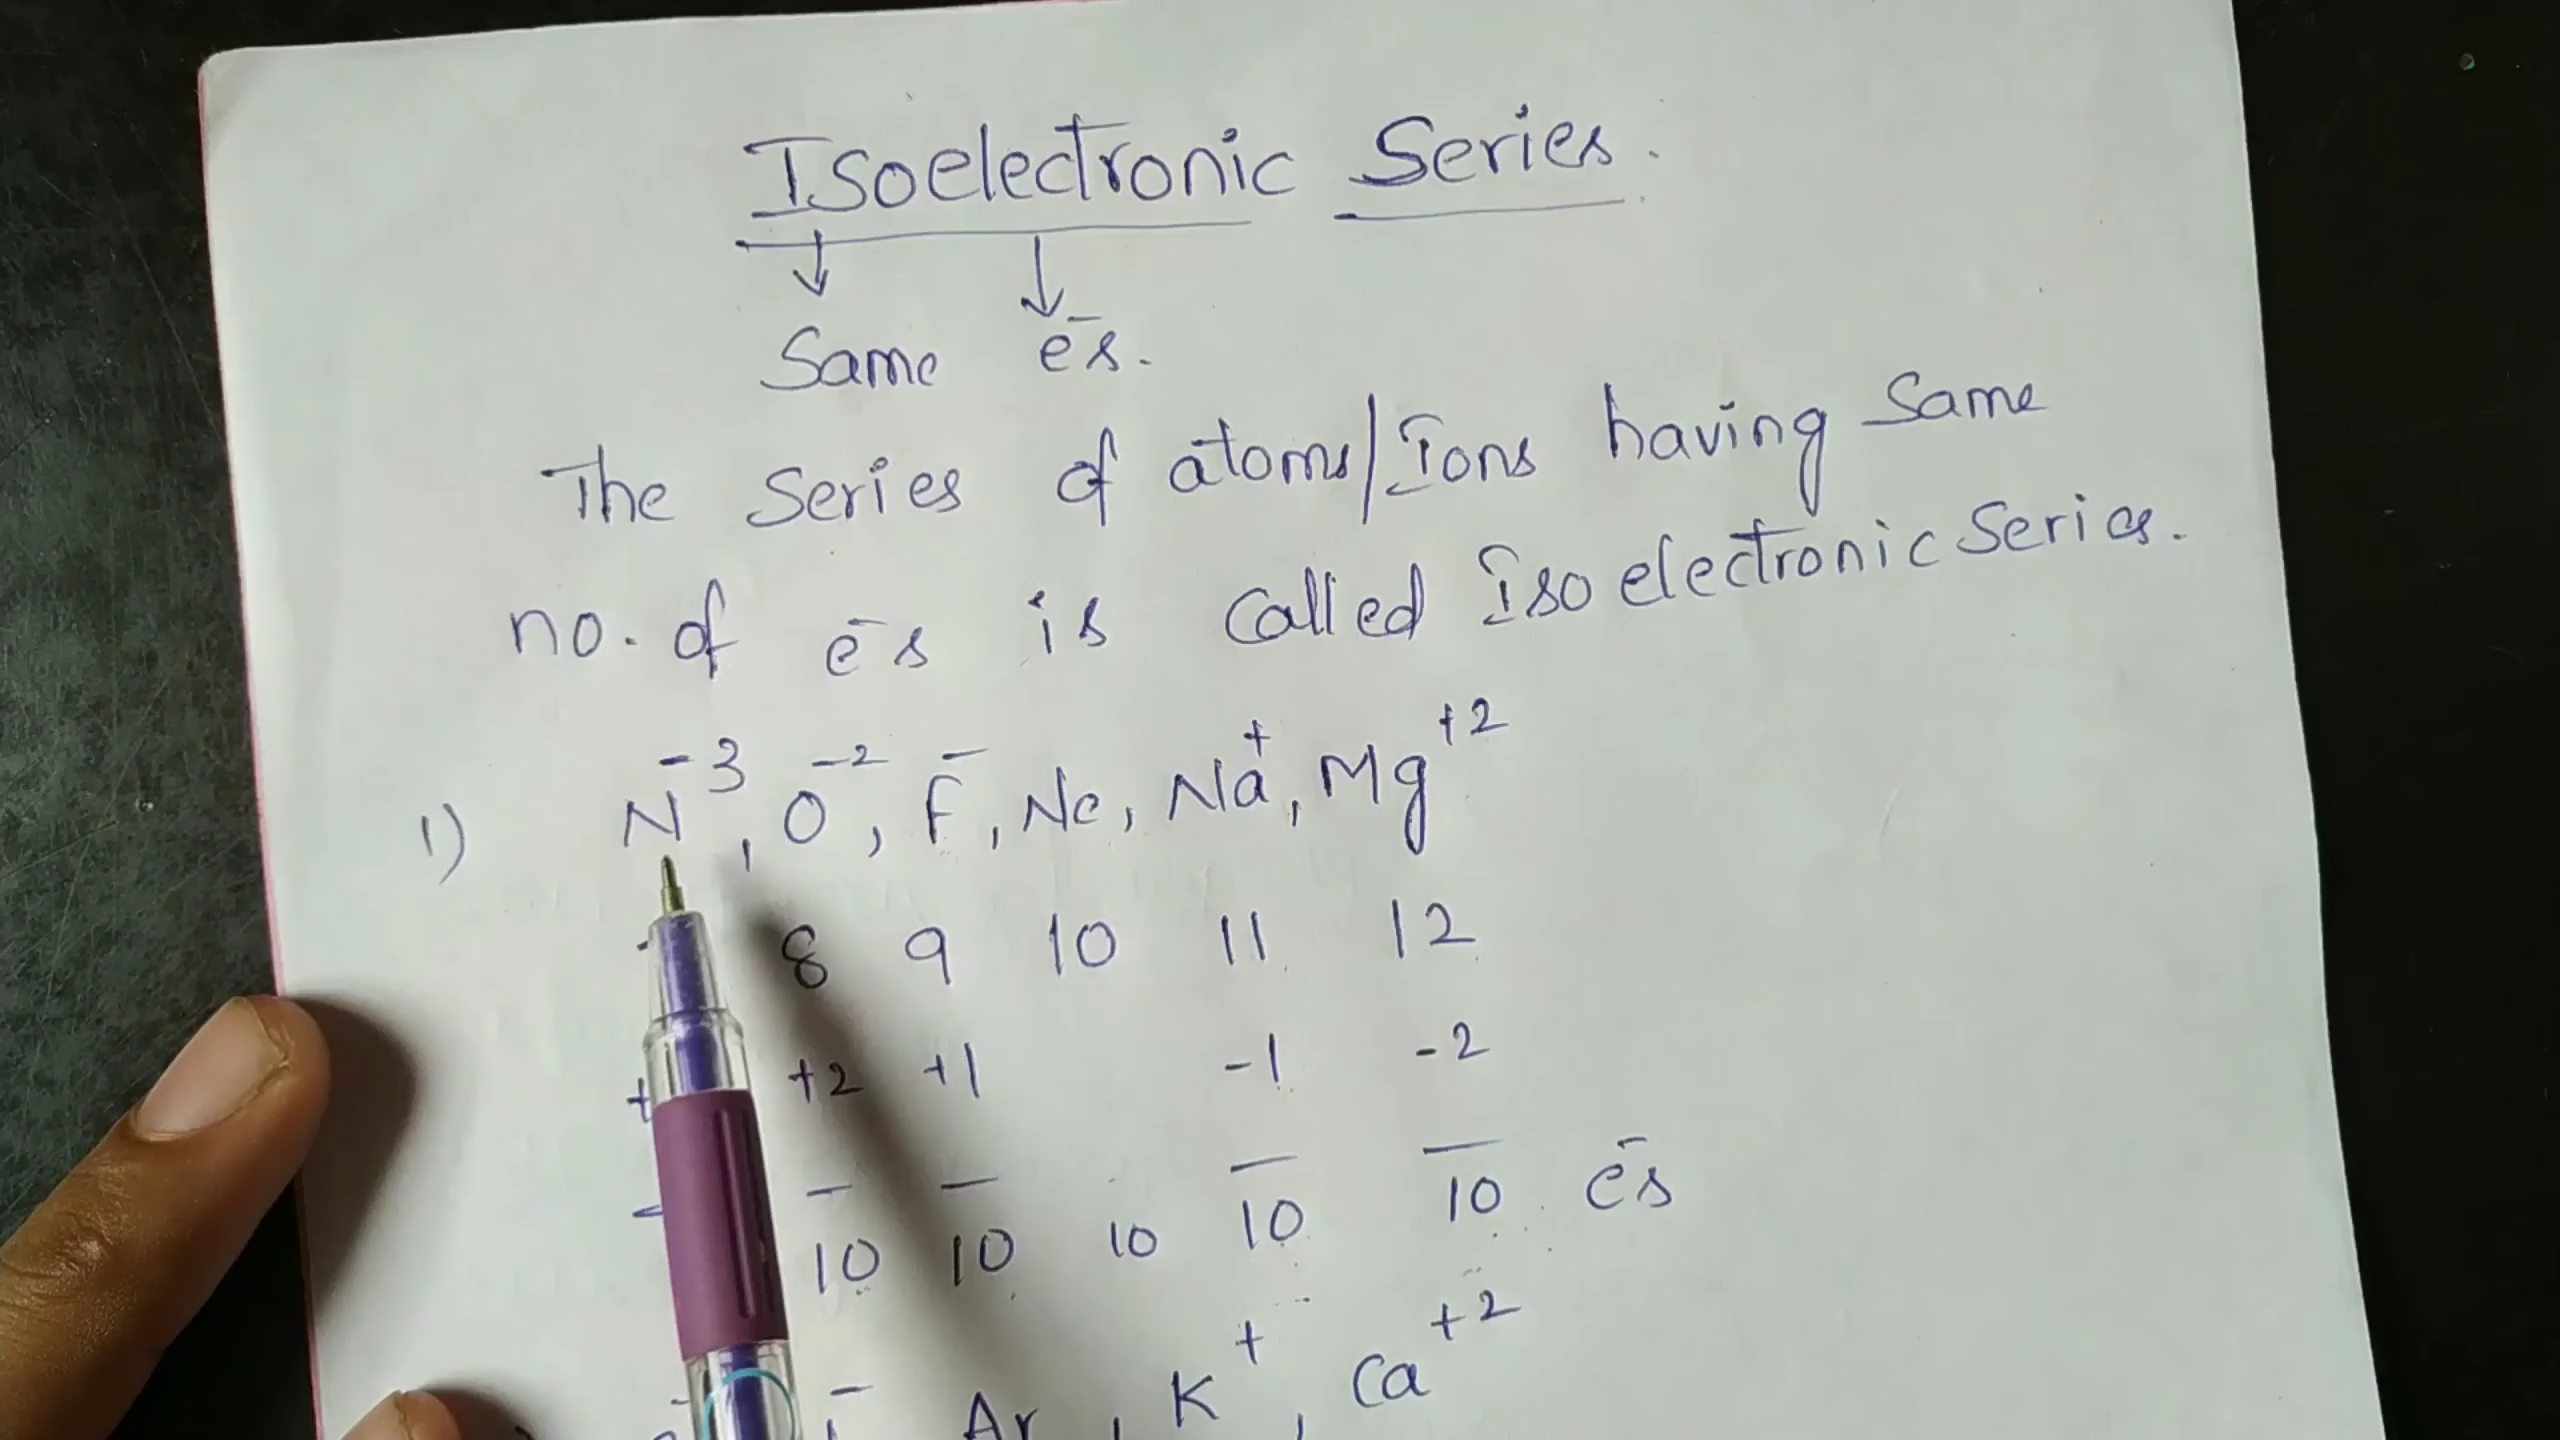 Isoelectronic Series.
Same e⁻s.
The Series of atoms/Ions having Same
no. of e⁻s is Called Isoelectronic Series.
1) N⁻³, O⁻², F⁻, Ne, Na⁺, Mg⁺²
8 9 10 11 12
+2 +1 -1 -2
10 10 10 10 10 e⁻s
Ar, K⁺, Ca⁺²